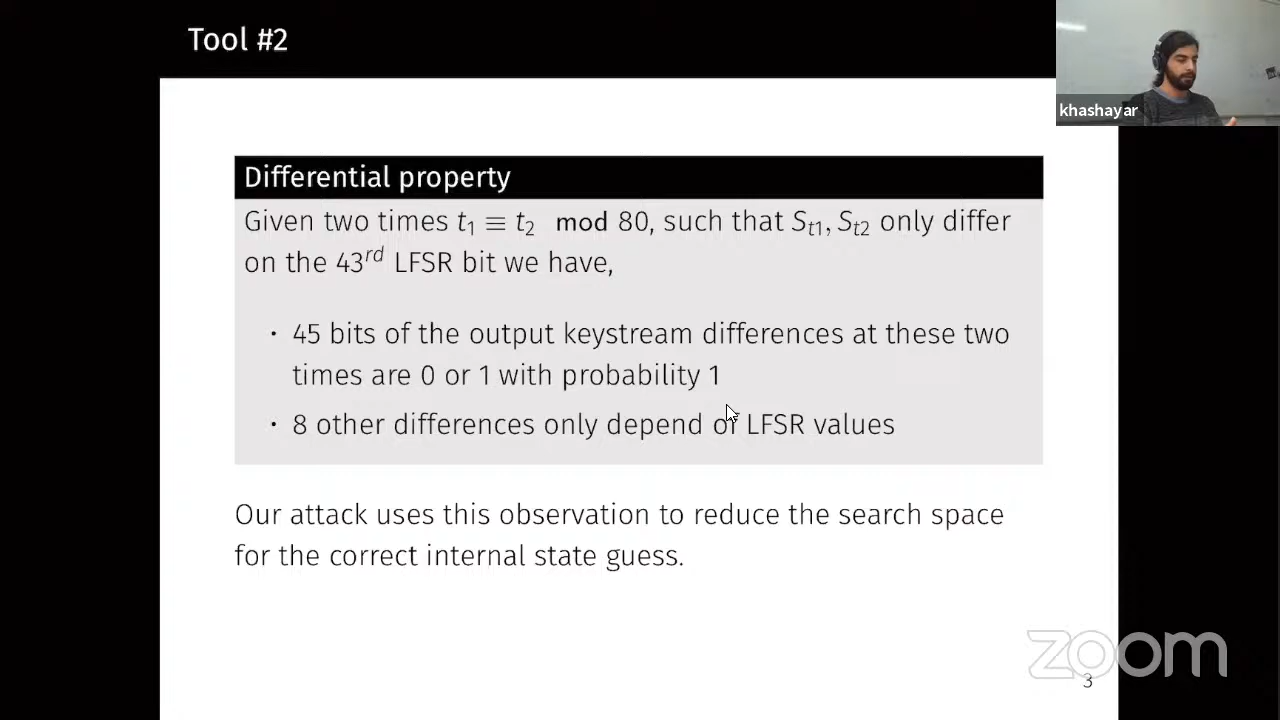 Tool #2
khashayar
Differential property
Given two times t₁ ≡ t₂ mod 80, such that Sₜ₁, Sₜ₂ only differ
on the 43ʳᵈ LFSR bit we have,
• 45 bits of the output keystream differences at these two
times are 0 or 1 with probability 1
• 8 other differences only depend of LFSR values
Our attack uses this observation to reduce the search space
for the correct internal state guess.
zoom
3